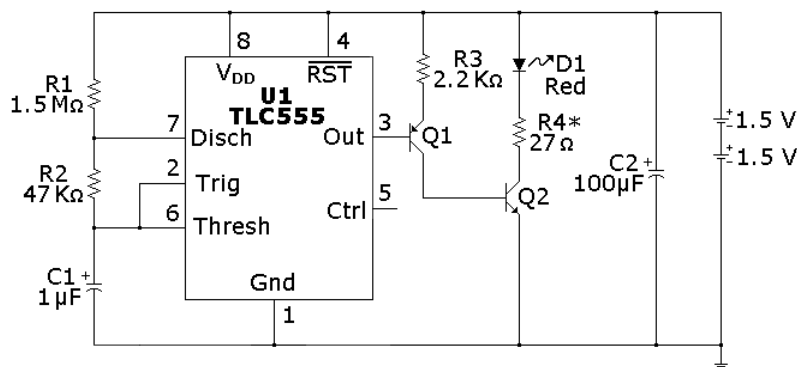 8
4
V_DD
RST
R1
1.5 MΩ
U1
TLC555
R3
2.2 KΩ
D1
Red
7
Disch
3
Out
Q1
R4*
27 Ω
+
1.5 V
-
+
1.5 V
-
R2
47 KΩ
2
Trig
6
Thresh
5
Ctrl
Q2
C2
+
100µF
C1
+
1 µF
Gnd
1